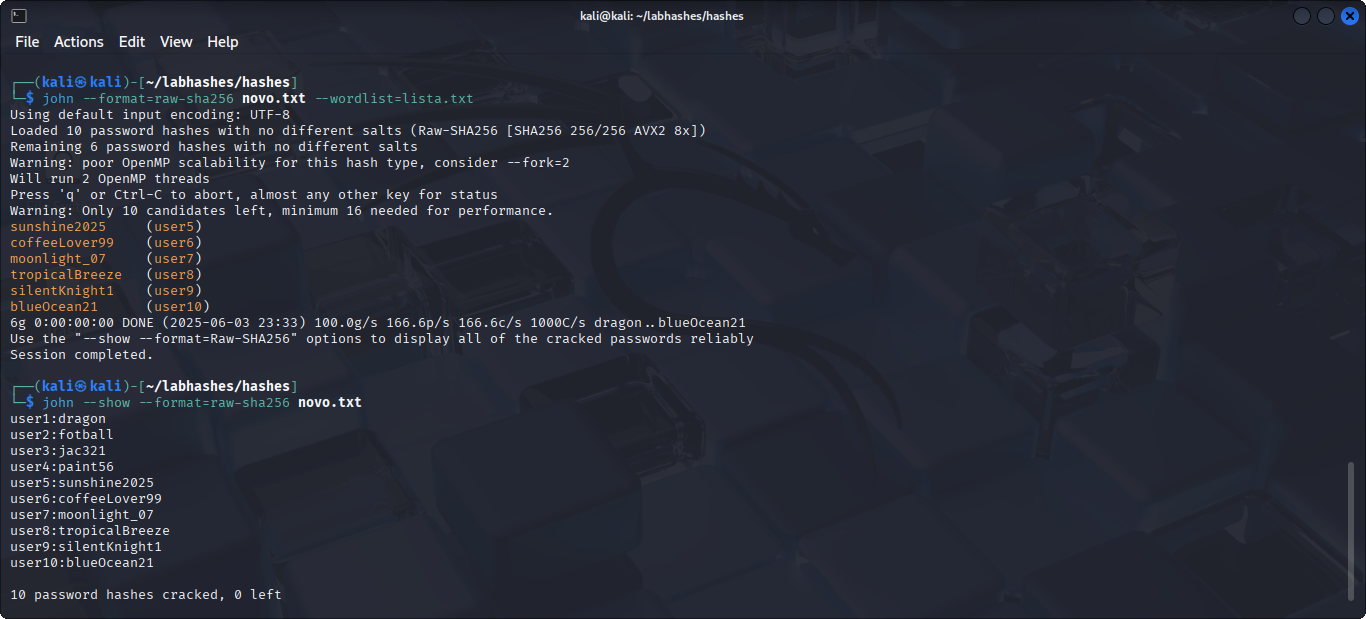 kali@kali: ~/labhashes/hashes
File Actions Edit View Help
┌──(kali㉿kali)-[~/labhashes/hashes]
└─$ john --format=raw-sha256 novo.txt --wordlist=lista.txt
Using default input encoding: UTF-8
Loaded 10 password hashes with no different salts (Raw-SHA256 [SHA256 256/256 AVX2 8x])
Remaining 6 password hashes with no different salts
Warning: poor OpenMP scalability for this hash type, consider --fork=2
Will run 2 OpenMP threads
Press 'q' or Ctrl-C to abort, almost any other key for status
Warning: Only 10 candidates left, minimum 16 needed for performance.
sunshine2025     (user5)
coffeeLover99    (user6)
moonlight_07     (user7)
tropicalBreeze   (user8)
silentKnight1    (user9)
blueOcean21      (user10)
6g 0:00:00:00 DONE (2025-06-03 23:33) 100.0g/s 166.6p/s 166.6c/s 1000C/s dragon..blueOcean21
Use the "--show --format=Raw-SHA256" options to display all of the cracked passwords reliably
Session completed.
┌──(kali㉿kali)-[~/labhashes/hashes]
└─$ john --show --format=raw-sha256 novo.txt
user1:dragon
user2:fotball
user3:jac321
user4:paint56
user5:sunshine2025
user6:coffeeLover99
user7:moonlight_07
user8:tropicalBreeze
user9:silentKnight1
user10:blueOcean21
10 password hashes cracked, 0 left